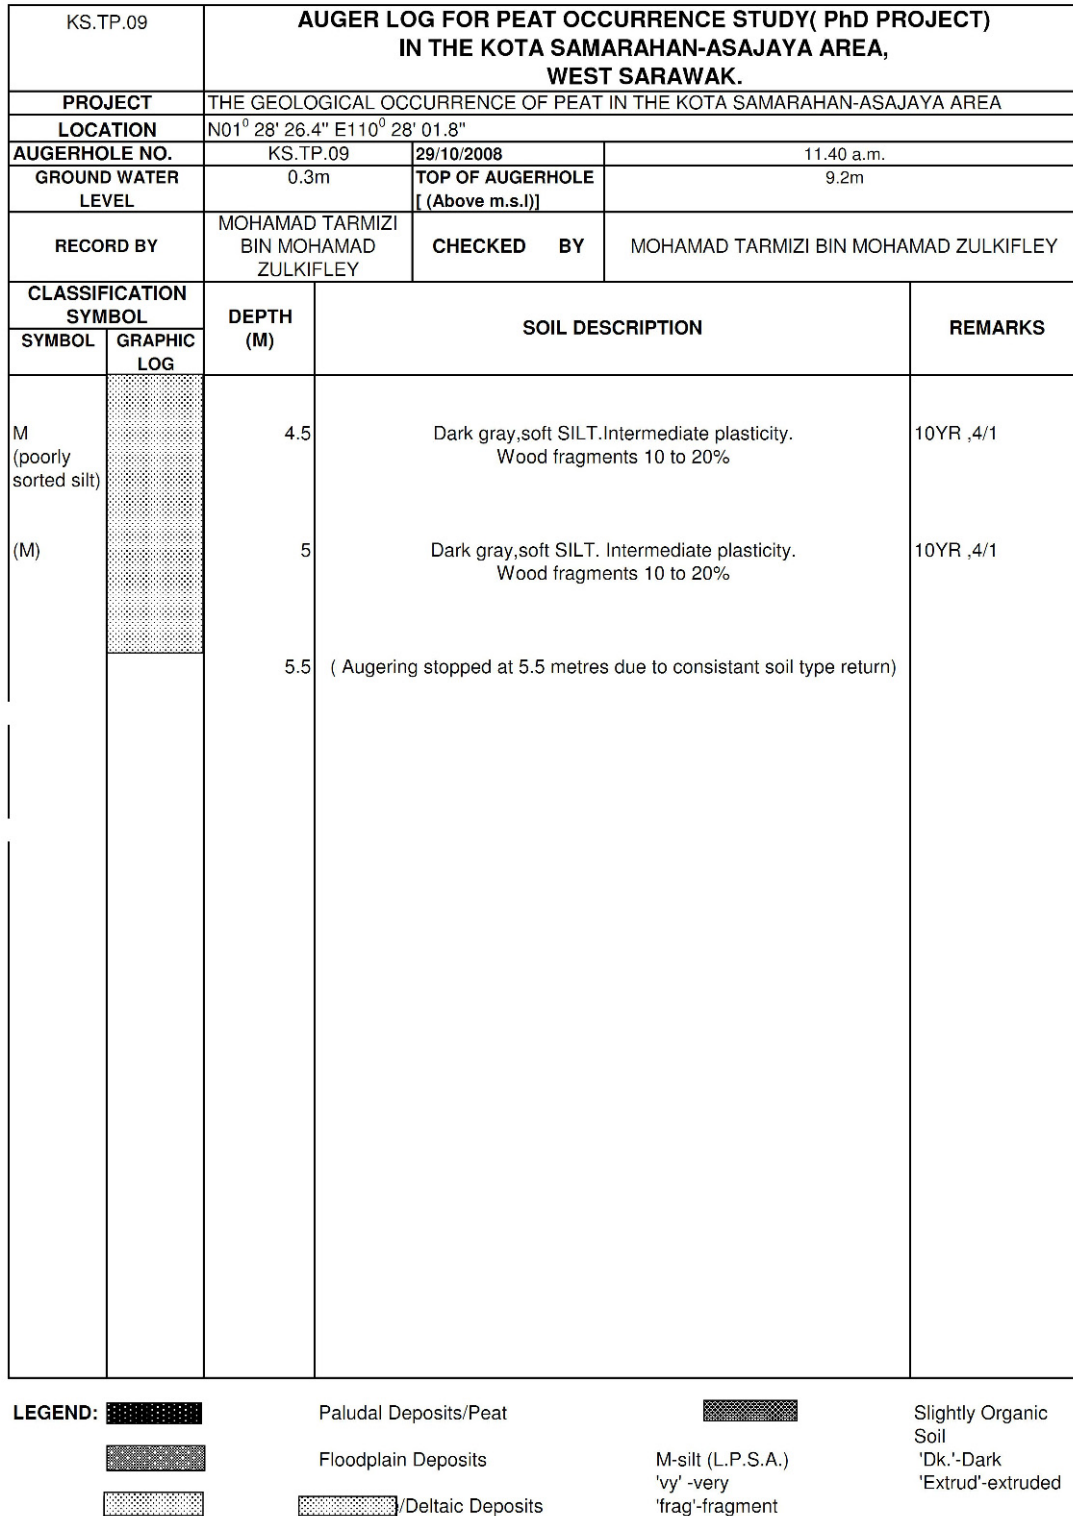 KS.TP.09
AUGER LOG FOR PEAT OCCURRENCE STUDY( PhD PROJECT)
IN THE KOTA SAMARAHAN-ASAJAYA AREA,
WEST SARAWAK.
PROJECT THE GEOLOGICAL OCCURRENCE OF PEAT IN THE KOTA SAMARAHAN-ASAJAYA AREA
LOCATION N01⁰ 28' 26.4" E110⁰ 28' 01.8"
AUGERHOLE NO. KS.TP.09 29/10/2008 11.40 a.m.
GROUND WATER
LEVEL
0.3m
TOP OF AUGERHOLE
[ (Above m.s.l)]
9.2m
RECORD BY
MOHAMAD TARMIZI
BIN MOHAMAD
ZULKIFLEY
CHECKED BY
MOHAMAD TARMIZI BIN MOHAMAD ZULKIFLEY
CLASSIFICATION
SYMBOL
SYMBOL
GRAPHIC
LOG
DEPTH
(M)
SOIL DESCRIPTION
REMARKS
M
(poorly
sorted silt)
4.5
Dark gray,soft SILT.Intermediate plasticity.
Wood fragments 10 to 20%
10YR ,4/1
(M)
5
Dark gray,soft SILT. Intermediate plasticity.
Wood fragments 10 to 20%
10YR ,4/1
5.5
( Augering stopped at 5.5 metres due to consistant soil type return)
LEGEND:
Paludal Deposits/Peat
Slightly Organic
Soil
Floodplain Deposits
M-silt (L.P.S.A.)
'Dk.'-Dark
'vy' -very
'Extrud'-extruded
/Deltaic Deposits
'frag'-fragment